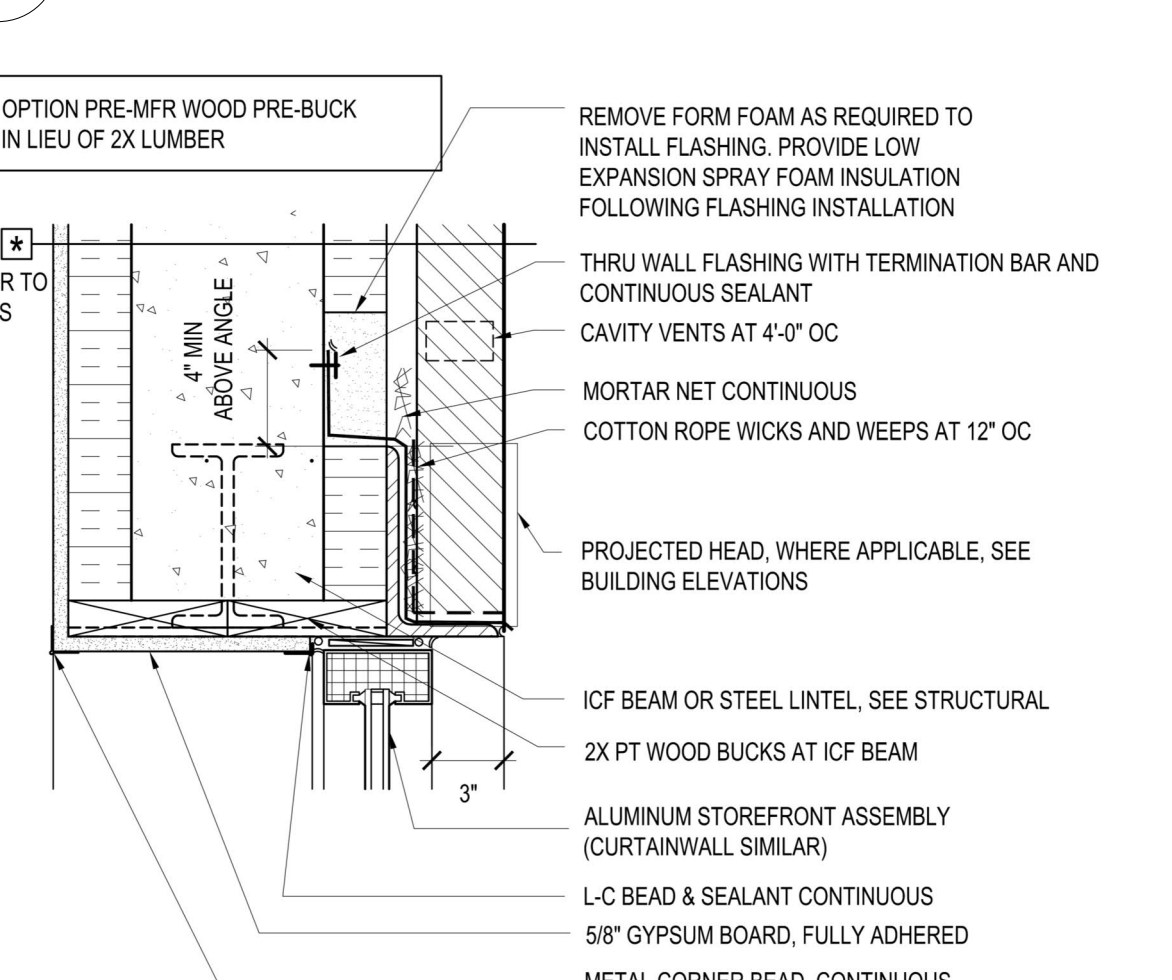 OPTION PRE-MFR WOOD PRE-BUCK
IN LIEU OF 2X LUMBER
*
R TO
S
4" MIN
ABOVE ANGLE
REMOVE FORM FOAM AS REQUIRED TO
INSTALL FLASHING. PROVIDE LOW
EXPANSION SPRAY FOAM INSULATION
FOLLOWING FLASHING INSTALLATION
THRU WALL FLASHING WITH TERMINATION BAR AND
CONTINUOUS SEALANT
CAVITY VENTS AT 4'-0" OC
MORTAR NET CONTINUOUS
COTTON ROPE WICKS AND WEEPS AT 12" OC
PROJECTED HEAD, WHERE APPLICABLE, SEE
BUILDING ELEVATIONS
ICF BEAM OR STEEL LINTEL, SEE STRUCTURAL
2X PT WOOD BUCKS AT ICF BEAM
3"
ALUMINUM STOREFRONT ASSEMBLY
(CURTAINWALL SIMILAR)
L-C BEAD & SEALANT CONTINUOUS
5/8" GYPSUM BOARD, FULLY ADHERED
METAL CORNER BEAD, CONTINUOUS